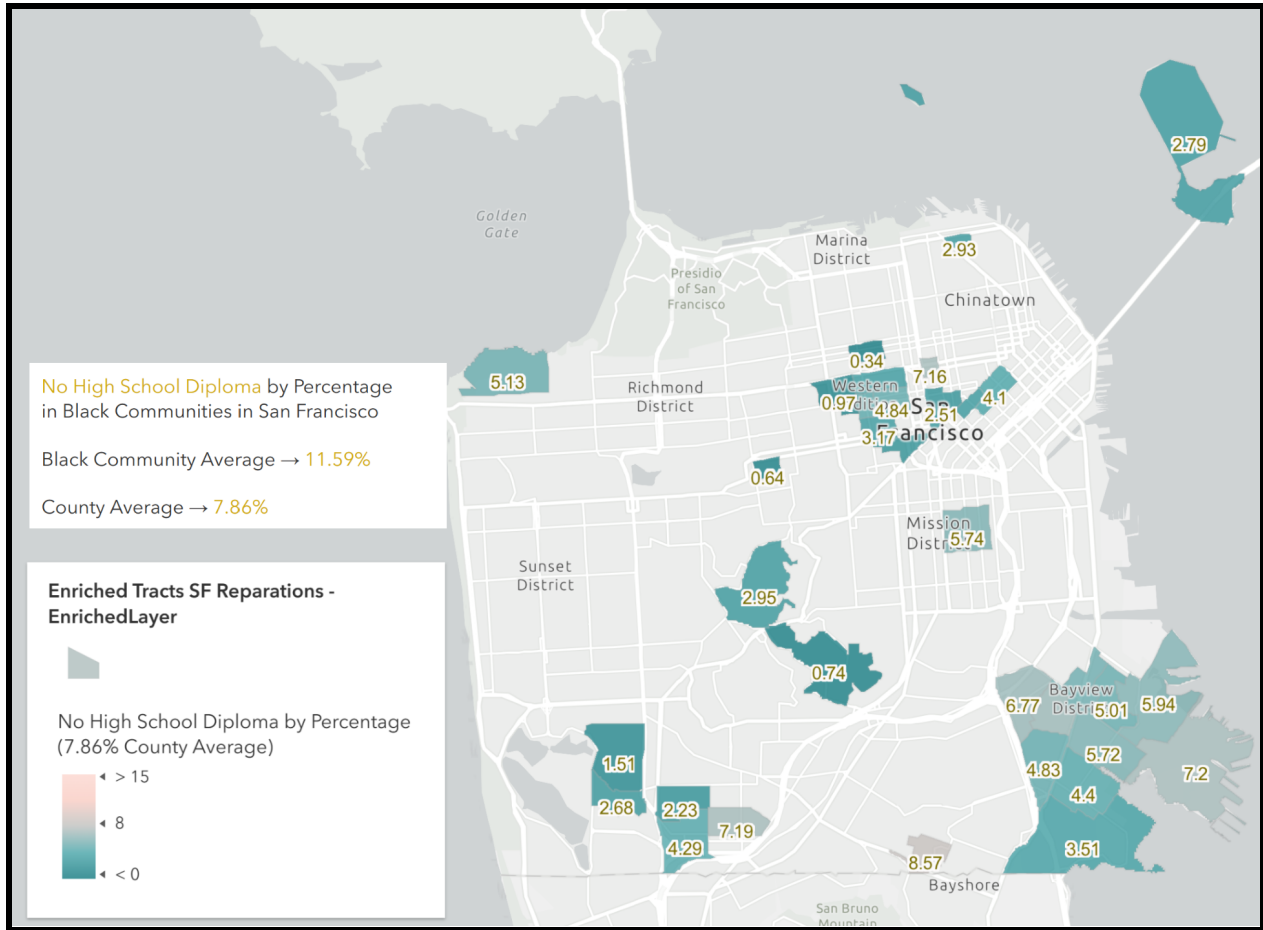 Golden
Gate
Marina
District
2.93
2.79
Presidio
of San
Francisco
Chinatown
No High School Diploma by Percentage
in Black Communities in San Francisco
Black Community Average → 11.59%
County Average → 7.86%
5.13
Richmond
District
0.34
7.16
Western
0.97
4.84
San
Francisco
2.51
4.1
3.17
0.64
Mission
5.74
Sunset
District
2.95
0.74
Enriched Tracts SF Reparations -
EnrichedLayer
No High School Diploma by Percentage
(7.86% County Average)
> 15
8
< 0
6.77
Bayview
5.01
5.94
4.83
5.72
7.2
4.4
3.51
1.51
2.68
2.23
7.19
4.29
8.57
Bayshore
San Bruno
Mountain